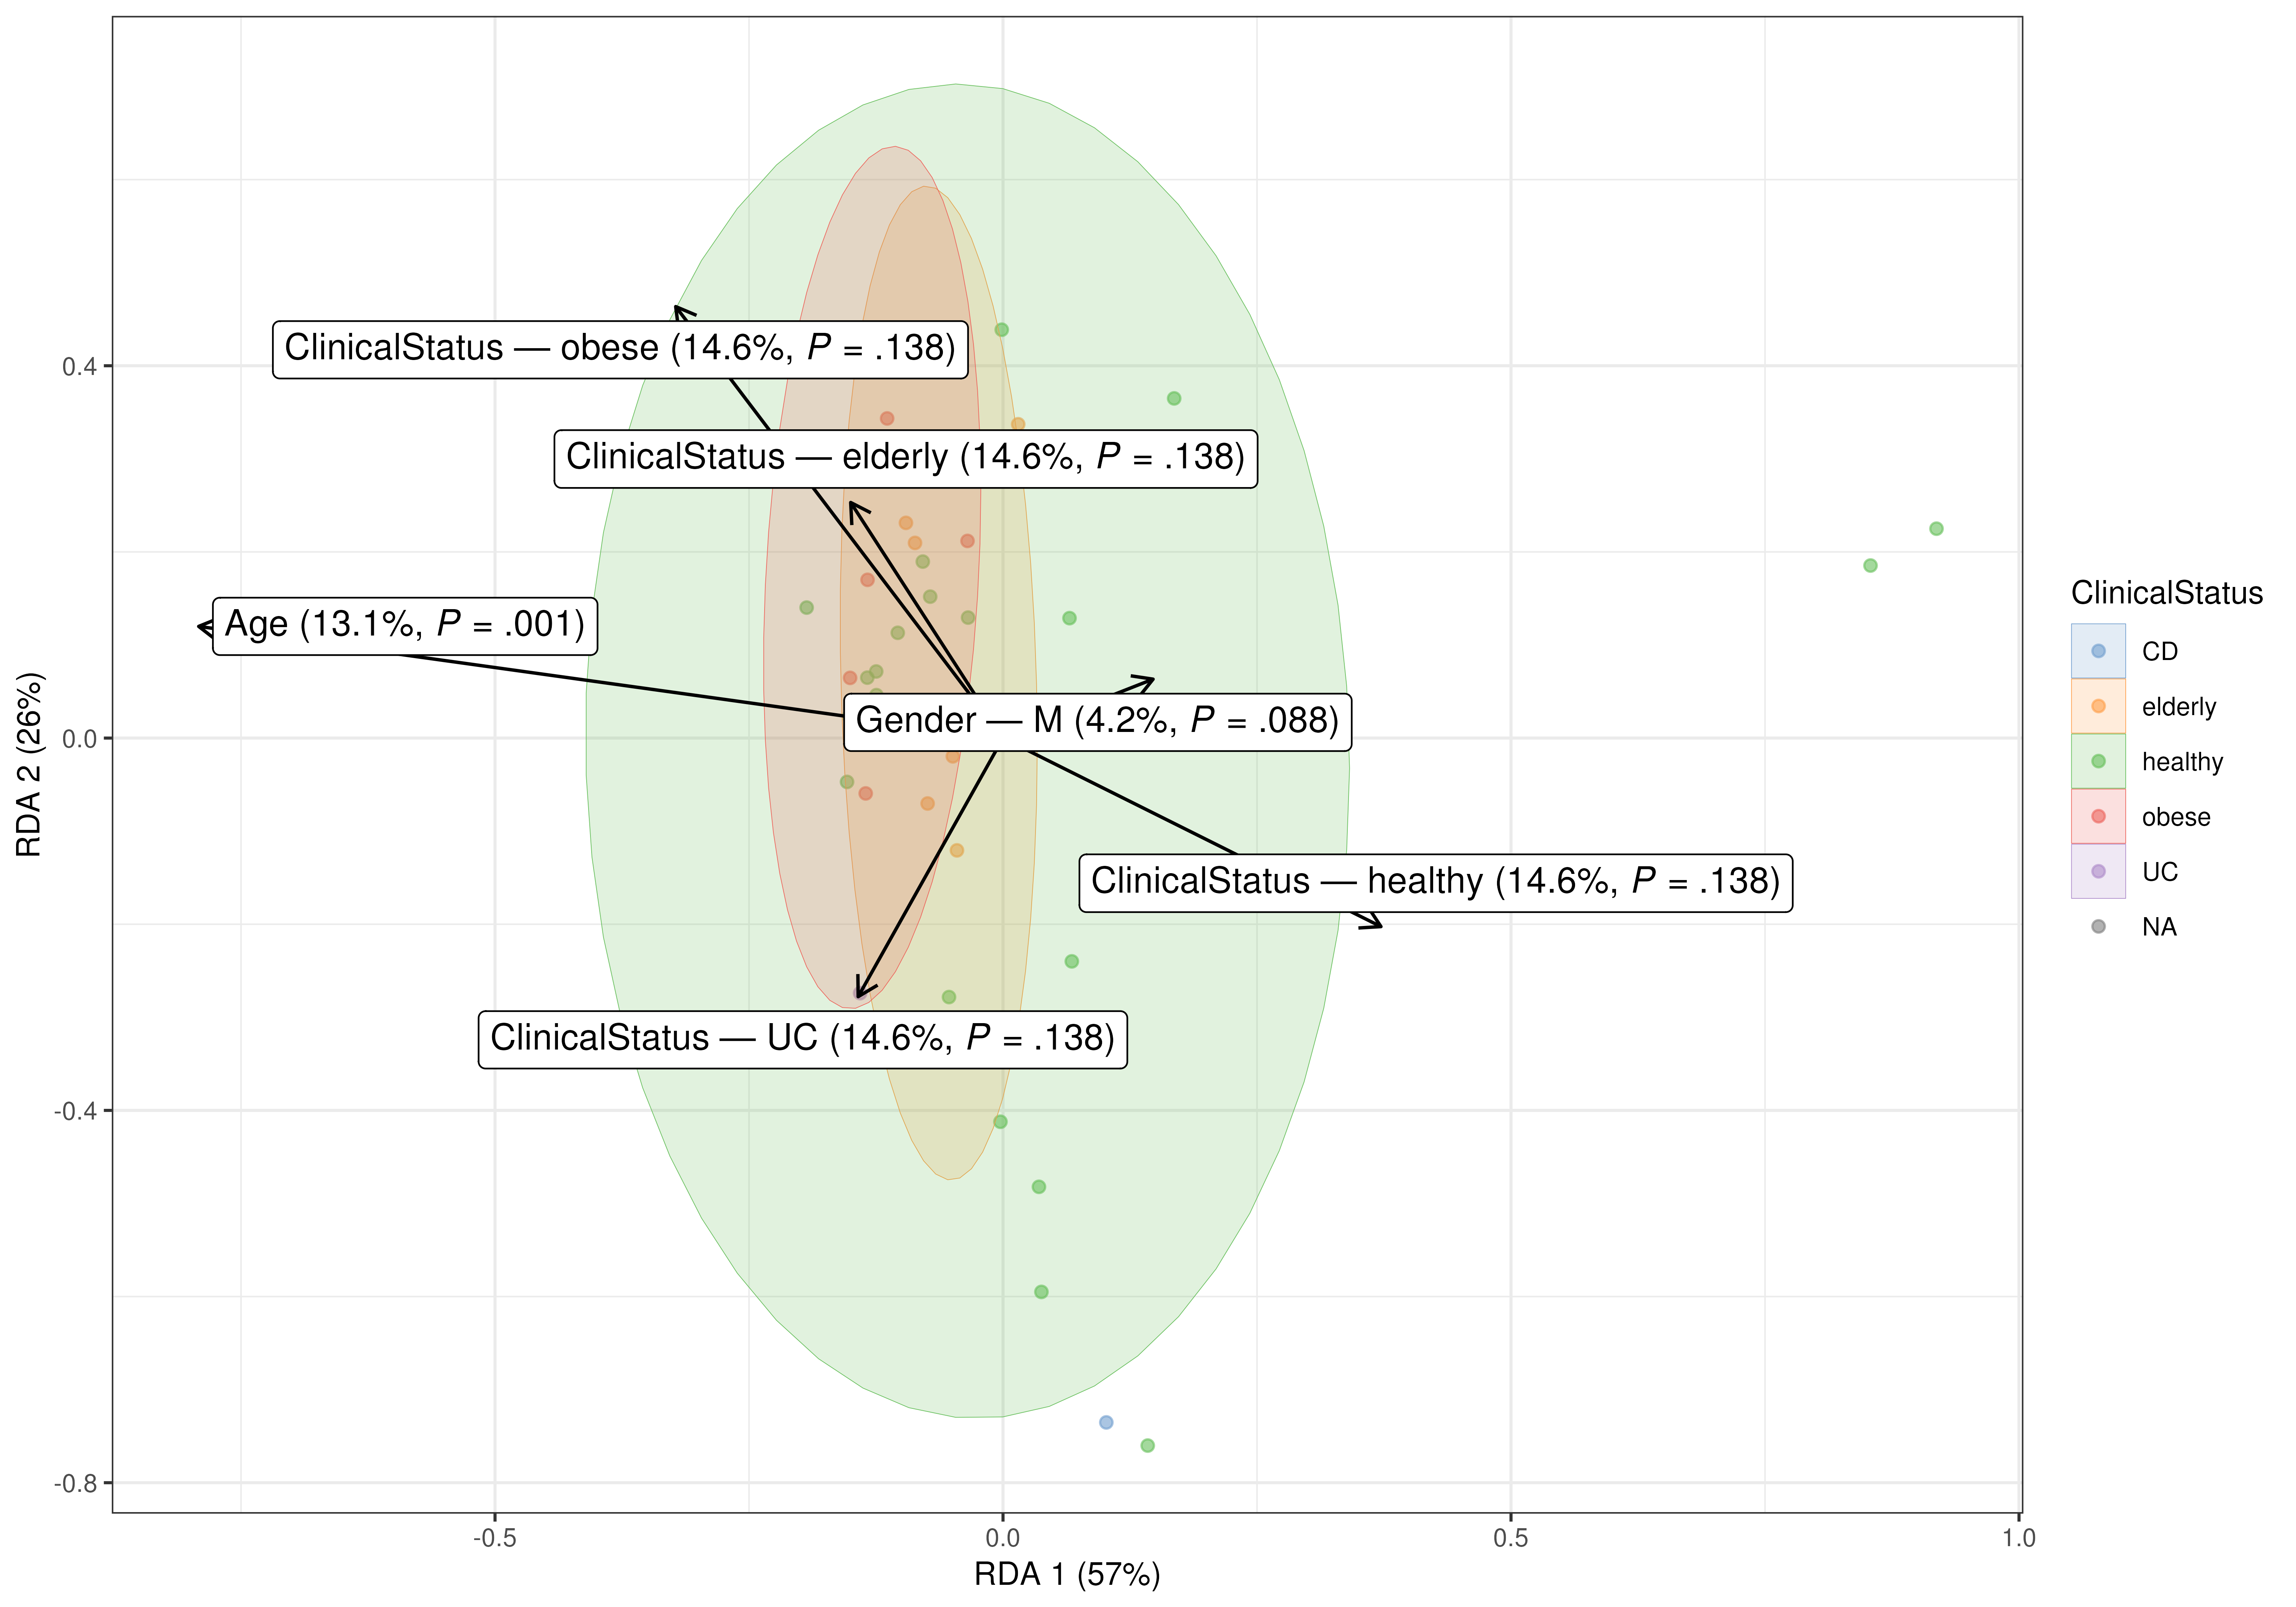 ClinicalStatus — obese (14.6%, P = .138)
ClinicalStatus — elderly (14.6%, P = .138)
Age (13.1%, P = .001)
Gender — M (4.2%, P = .088)
ClinicalStatus — healthy (14.6%, P = .138)
ClinicalStatus — UC (14.6%, P = .138)
0.4
0.0
-0.4
-0.8
RDA 2 (26%)
-0.5
0.0
0.5
1.0
RDA 1 (57%)
ClinicalStatus
CD
elderly
healthy
obese
UC
NA